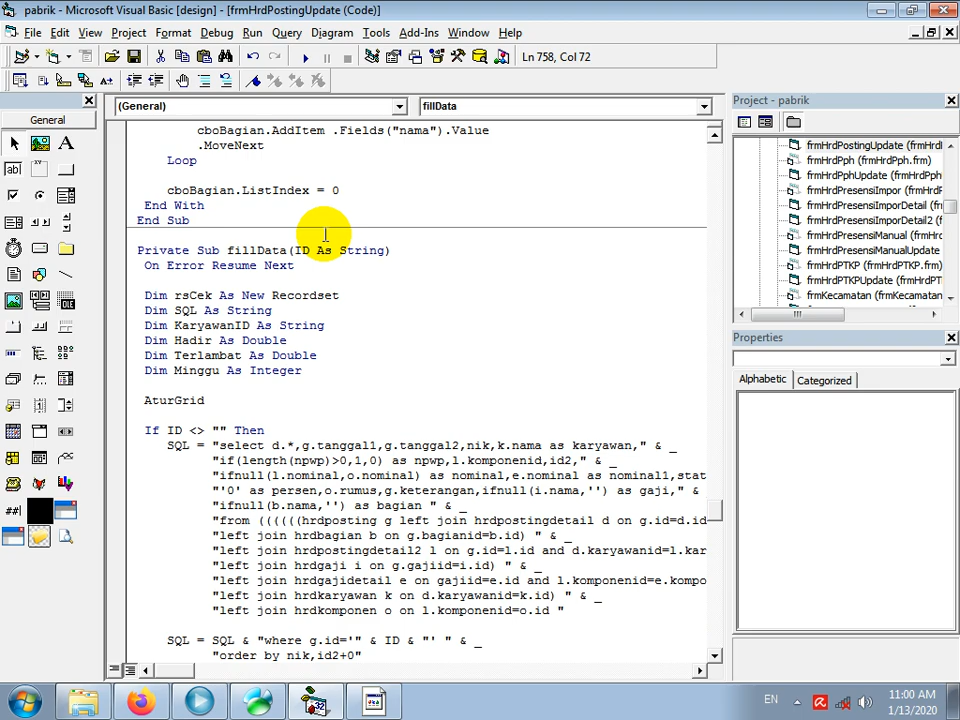 pabrik - Microsoft Visual Basic [design] - [frmHrdPostingUpdate (Code)]
File Edit View Project Format Debug Run Query Diagram Tools Add-Ins Window Help
Ln 758, Col 72
General
(General)
fillData
cboBagian.AddItem .Fields("nama").Value
.MoveNext
Loop
cboBagian.ListIndex = 0
End With
End Sub
Private Sub fillData(ID As String)
On Error Resume Next
Dim rsCek As New Recordset
Dim SQL As String
Dim KaryawanID As String
Dim Hadir As Double
Dim Terlambat As Double
Dim Minggu As Integer
AturGrid
If ID <> "" Then
SQL = "select d.*,g.tanggal1,g.tanggal2,nik,k.nama as karyawan," & _
"if(length(npwp)>0,1,0) as npwp,l.komponenid,id2," & _
"ifnull(l.nominal,o.nominal) as nominal,e.nominal as nominal1,stat
"'0' as persen,o.rumus,g.keterangan,ifnull(i.nama,'') as gaji," & _
"ifnull(b.nama,'') as bagian " & _
"from ((((((hrdposting g left join hrdpostingdetail d on g.id=d.id
"left join hrdbagian b on g.bagianid=b.id) " & _
"left join hrdpostingdetail2 l on g.id=l.id and d.karyawanid=l.kar
"left join hrdgaji i on g.gajiid=i.id) " & _
"left join hrdgajidetail e on gajiid=e.id and l.komponenid=e.kompo
"left join hrdkaryawan k on d.karyawanid=k.id) " & _
"left join hrdkomponen o on l.komponenid=o.id "
SQL = SQL & "where g.id='" & ID & "' " & _
"order by nik,id2+0"
Project - pabrik
frmHrdPostingUpdate (frmHrdP
frmHrdPph (frmHrdPph.frm)
frmHrdPphUpdate (frmHrdPph
frmHrdPresensiImpor (frmHrdP
frmHrdPresensiImporDetail (frm
frmHrdPresensiImporDetail2 (fr
frmHrdPresensiManual (frmHrd
frmHrdPresensiManualUpdate
frmHrdPTKP (frmHrdPTKP.frm)
frmHrdPTKPUpdate (frmHrdPT
frmKecamatan (frmKecamatan
Properties
Alphabetic Categorized
EN
11:00 AM
1/13/2020